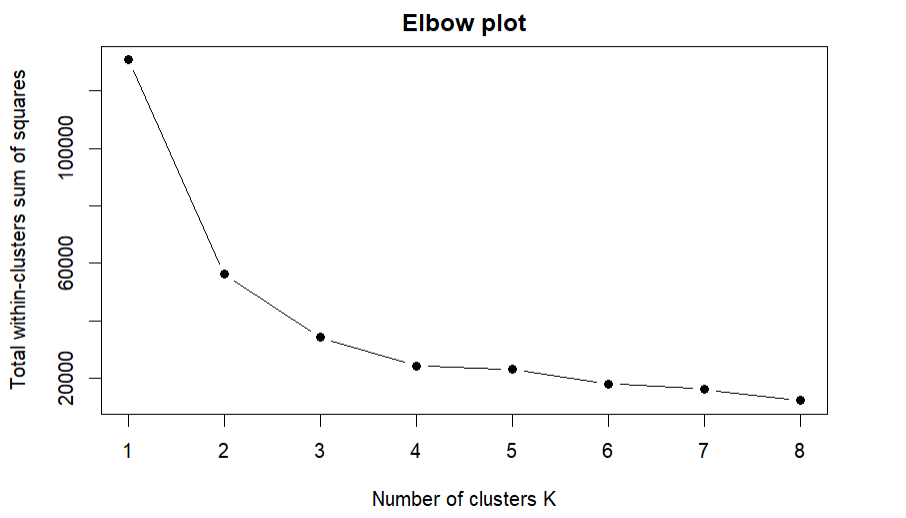 Elbow plot
Total within-clusters sum of squares
100000
60000
20000
1 2 3 4 5 6 7 8
Number of clusters K